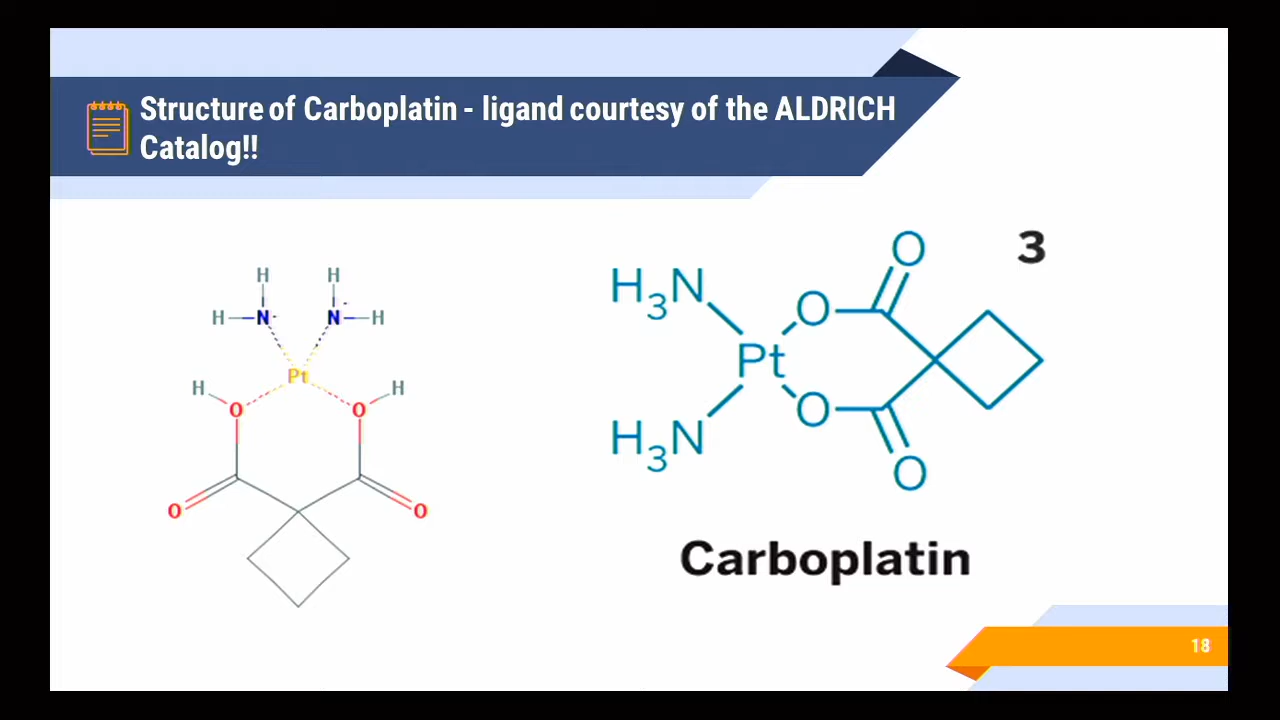 Structure of Carboplatin - ligand courtesy of the ALDRICH
Catalog!!
H H
H N- N- H
Pt
H O O H
O O
3
O
H3N O
Pt
H3N O
O
Carboplatin
18